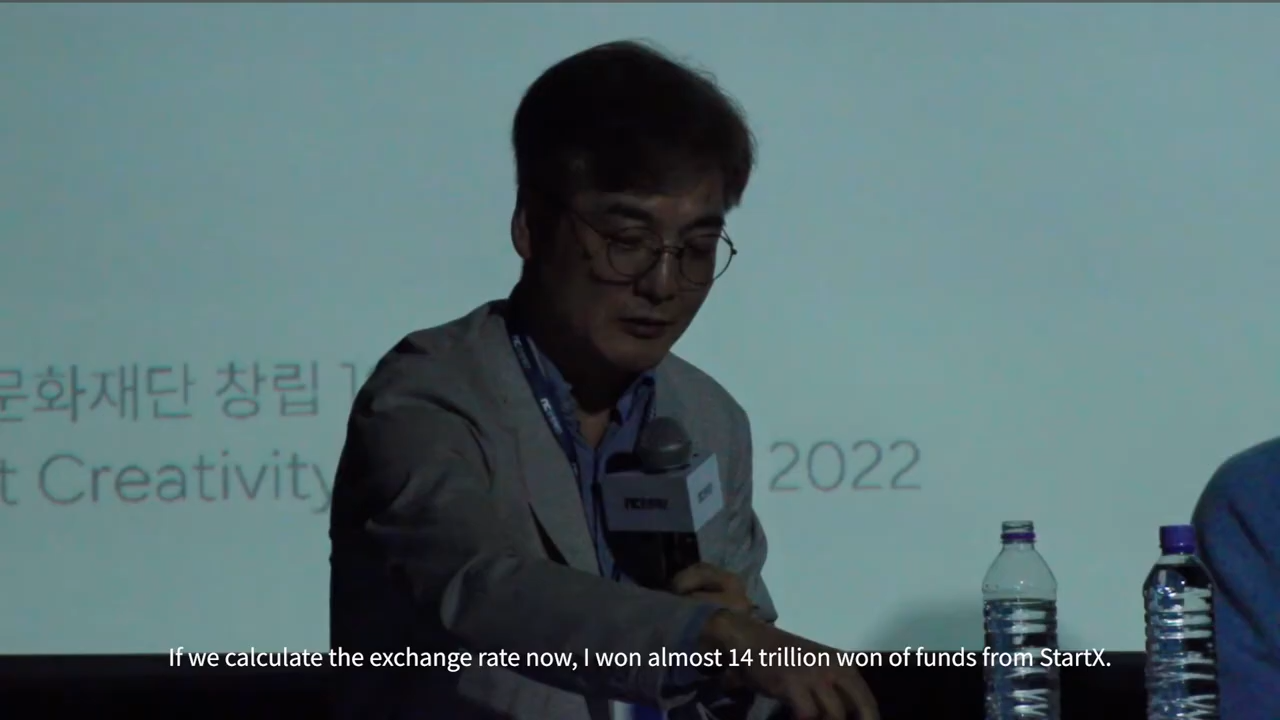 문화재단 창립
t Creativity 2022
If we calculate the exchange rate now, I won almost 14 trillion won of funds from StartX.